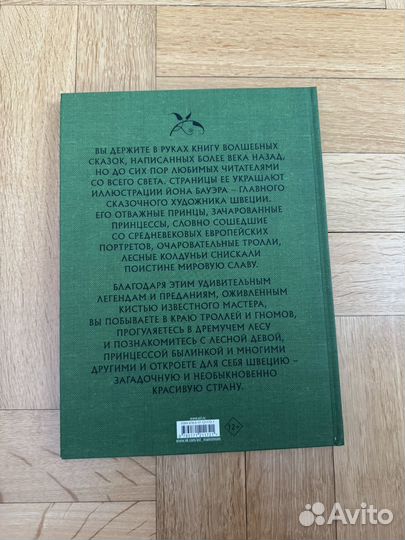 ВЫ ДЕРЖИТЕ В РУКАХ КНИГУ ВОЛШЕБНЫХ
СКАЗОК, НАПИСАННЫХ БОЛЕЕ ВЕКА НАЗАД,
НО ДО СИХ ПОР ЛЮБИМЫХ ЧИТАТЕЛЯМИ
СО ВСЕГО СВЕТА. СТРАНИЦЫ ЕЕ УКРАШАЮТ
ИЛЛЮСТРАЦИИ ЙОНА БАУЭРА – ГЛАВНОГО
СКАЗОЧНОГО ХУДОЖНИКА ШВЕЦИИ.
ЕГО ОТВАЖНЫЕ ПРИНЦЫ, ЗАЧАРОВАННЫЕ
ПРИНЦЕССЫ, СЛОВНО СОШЕДШИЕ
СО СРЕДНЕВЕКОВЫХ ЕВРОПЕЙСКИХ
ПОРТРЕТОВ, ОЧАРОВАТЕЛЬНЫЕ ТРОЛЛИ,
ЛЕСНЫЕ КОЛДУНЬИ СНИСКАЛИ
ПОИСТИНЕ МИРОВУЮ СЛАВУ.
БЛАГОДАРЯ ЭТИМ УДИВИТЕЛЬНЫМ
ЛЕГЕНДАМ И ПРЕДАНИЯМ, ОЖИВЛЕННЫМ
КИСТЬЮ ИЗВЕСТНОГО МАСТЕРА,
ВЫ ПОБЫВАЕТЕ В КРАЮ ТРОЛЛЕЙ И ГНОМОВ,
ПРОГУЛЯЕТЕСЬ В ДРЕМУЧЕМ ЛЕСУ
И ПОЗНАКОМИТЕСЬ С ЛЕСНОЙ ДЕВОЙ,
ПРИНЦЕССОЙ БЫЛИНКОЙ И МНОГИМИ
ДРУГИМИ И ОТКРОЕТЕ ДЛЯ СЕБЯ ШВЕЦИЮ –
ЗАГАДОЧНУЮ И НЕОБЫКНОВЕННО
КРАСИВУЮ СТРАНУ.
www.ast.ru
12+
Avito